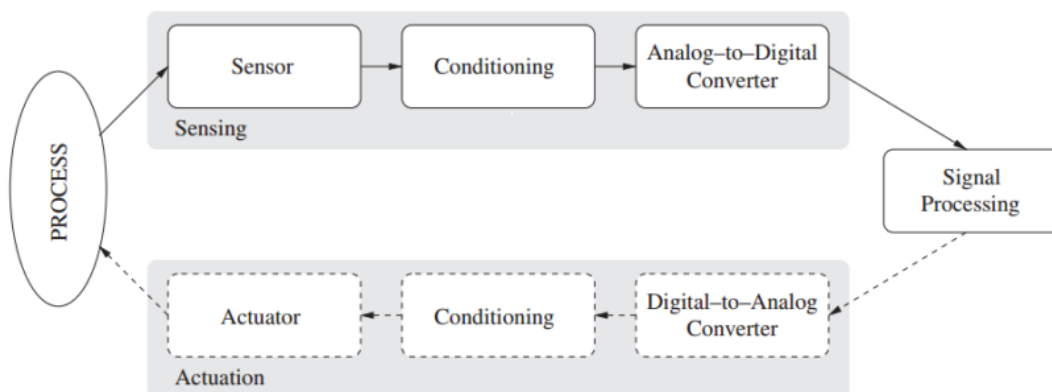 Sensor
Conditioning
Analog–to–Digital
Converter
Sensing
PROCESS
Signal
Processing
Actuator
Conditioning
Digital–to–Analog
Converter
Actuation